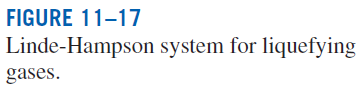 FIGURE 11–17
Linde-Hampson system for liquefying
gases.